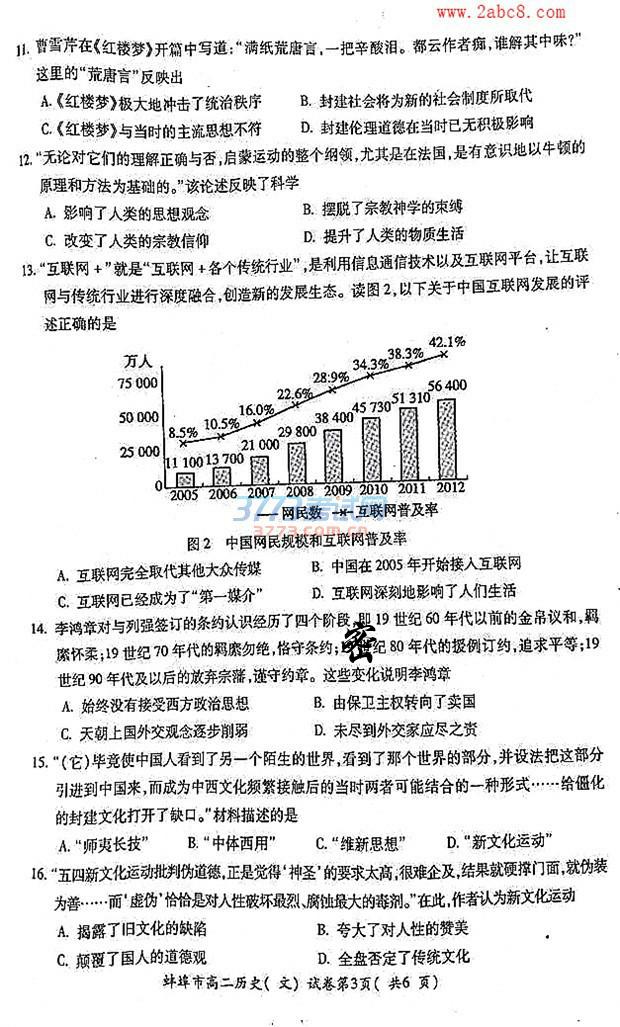 www.2abc8.com
11. 曹雪芹在《红楼梦》开篇中写道:“满纸荒唐言,一把辛酸泪。都云作者痴,谁解其中味?”
这里的“荒唐言”反映出
A.《红楼梦》极大地冲击了统治秩序 B. 封建社会将为新的社会制度所取代
C.《红楼梦》与当时的主流思想不符 D. 封建伦理道德在当时已无积极影响
12. “无论对它们的理解正确与否,启蒙运动的整个纲领,尤其是在法国,是有意识地以牛顿的
原理和方法为基础的。”该论述反映了科学
A. 影响了人类的思想观念 B. 摆脱了宗教神学的束缚
C. 改变了人类的宗教信仰 D. 提升了人类的物质生活
13. “互联网+”就是“互联网+各个传统行业”,是利用信息通信技术以及互联网平台,让互联
网与传统行业进行深度融合,创造新的发展生态。读图2,以下关于中国互联网发展的评
述正确的是
万人
75 000
50 000
25 000
0
8.5% 10.5% 16.0% 22.6% 28.9% 34.3% 38.3% 42.1%
11 100 13 700 21 000 29 800 38 400 45 730 51 310 56 400
2005 2006 2007 2008 2009 2010 2011 2012
网民数 互联网普及率
3773考试网
3773.com.cn
图2 中国网民规模和互联网普及率
A. 互联网完全取代其他大众传媒 B. 中国在2005年开始接入互联网
C. 互联网已经成为了“第一媒介” D. 互联网深刻地影响了人们生活
14. 李鸿章对与列强签订的条约认识经历了四个阶段,即19世纪60年代以前的金帛议和,羁
縻怀柔;19世纪70年代的羁縻勿绝,恪守条约;19世纪80年代的援例订约,追求平等;19
世纪90年代及以后的放弃宗藩,谨守约章。这些变化说明李鸿章
密
A. 始终没有接受西方政治思想 B. 由保卫主权转向了卖国
C. 天朝上国外交观念逐步削弱 D. 未尽到外交家应尽之责
15. “(它)毕竟使中国人看到了另一个陌生的世界,看到了那个世界的部分,并设法把这部分
引进到中国来,而成为中西文化频繁接触后的当时两者可能结合的一种形式……给僵化
的封建文化打开了缺口。”材料描述的是
A. “师夷长技” B. “中体西用” C. “维新思想” D. “新文化运动”
16. “五四新文化运动批判伪道德,正是觉得‘神圣’的要求太高,很难企及,结果就硬撑门面,就伪装
为善……而‘虚伪’恰恰是对人性破坏最烈、腐蚀最大的毒剂。”在此,作者认为新文化运动
A. 揭露了旧文化的缺陷 B. 夸大了对人性的赞美
C. 颠覆了国人的道德观 D. 全盘否定了传统文化
蚌埠市高二历史(文)试卷第3页(共6页)